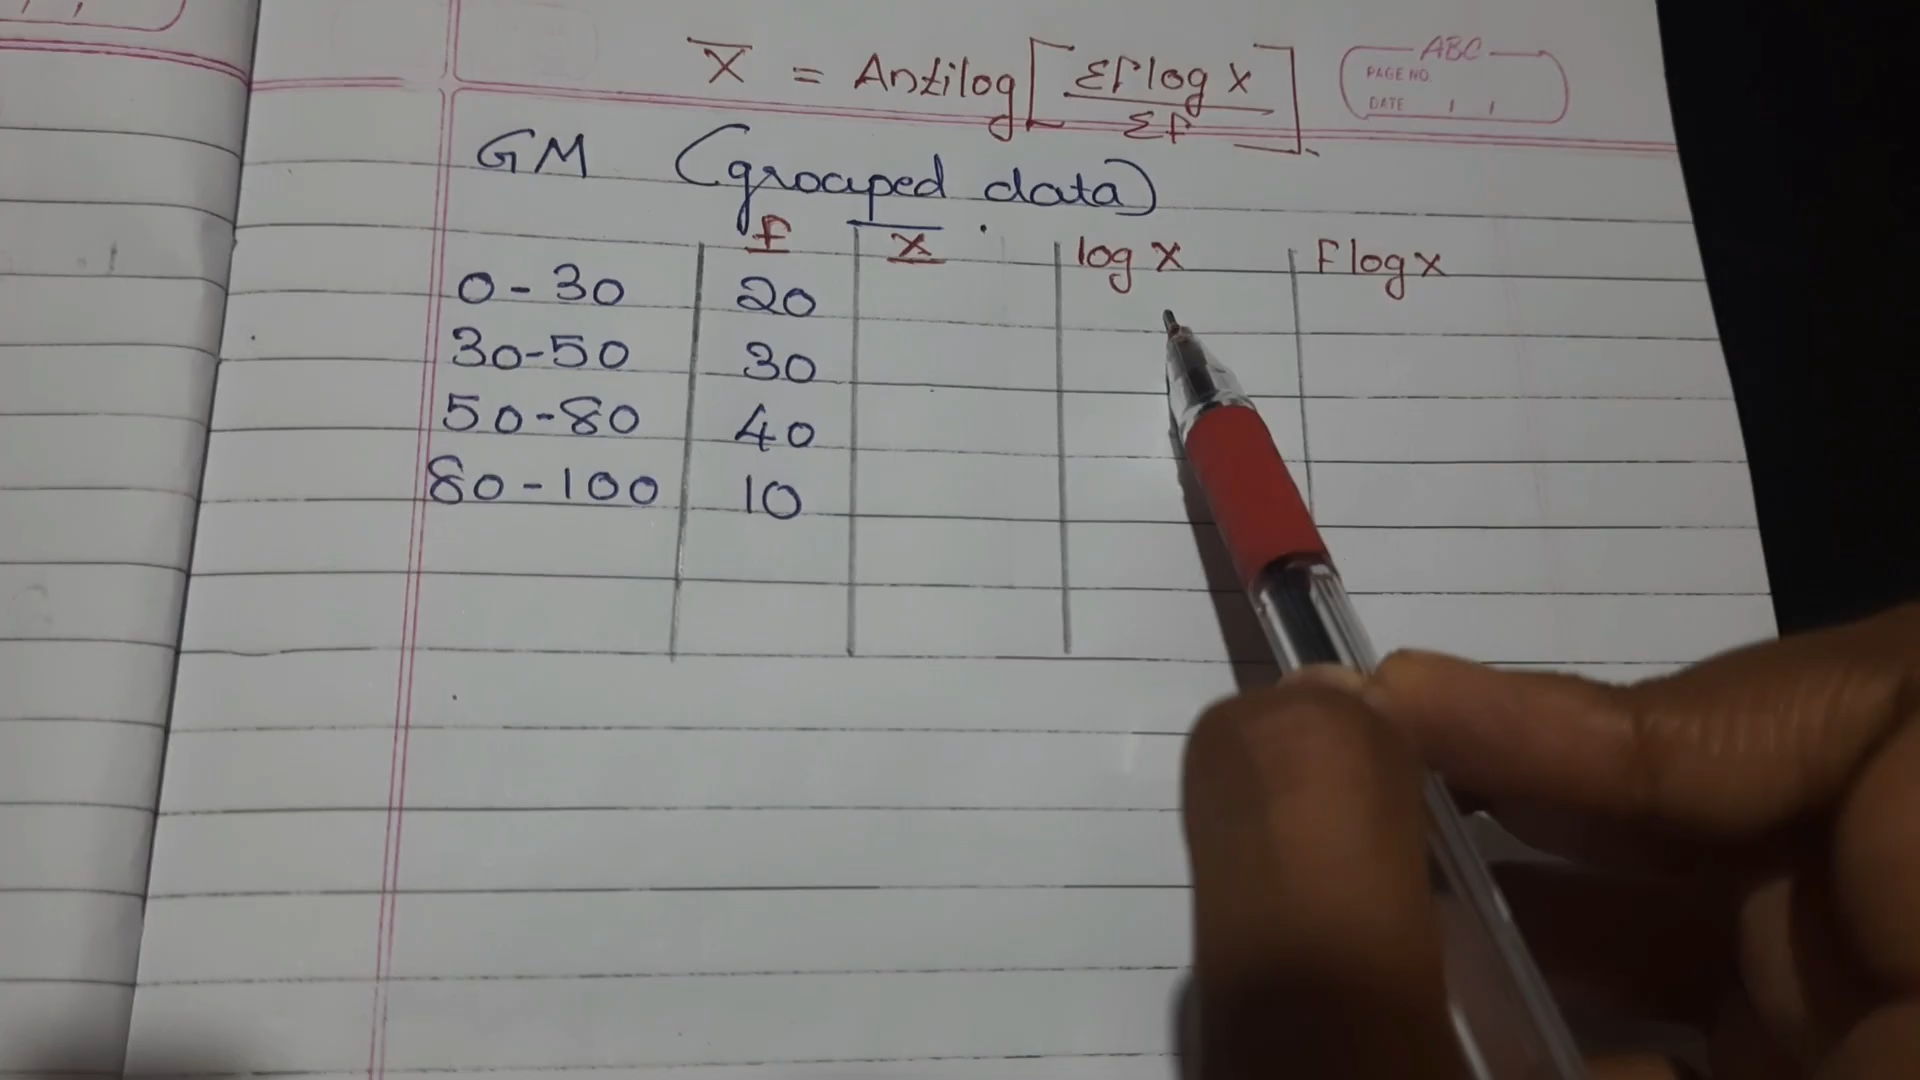 X̅ = Antilog [ Σf log x / Σf ]
ABC
PAGE NO.
DATE / /
GM (grouped data)
f x log x F log x
0 - 30 20
30-50 30
50-80 40
80-100 10